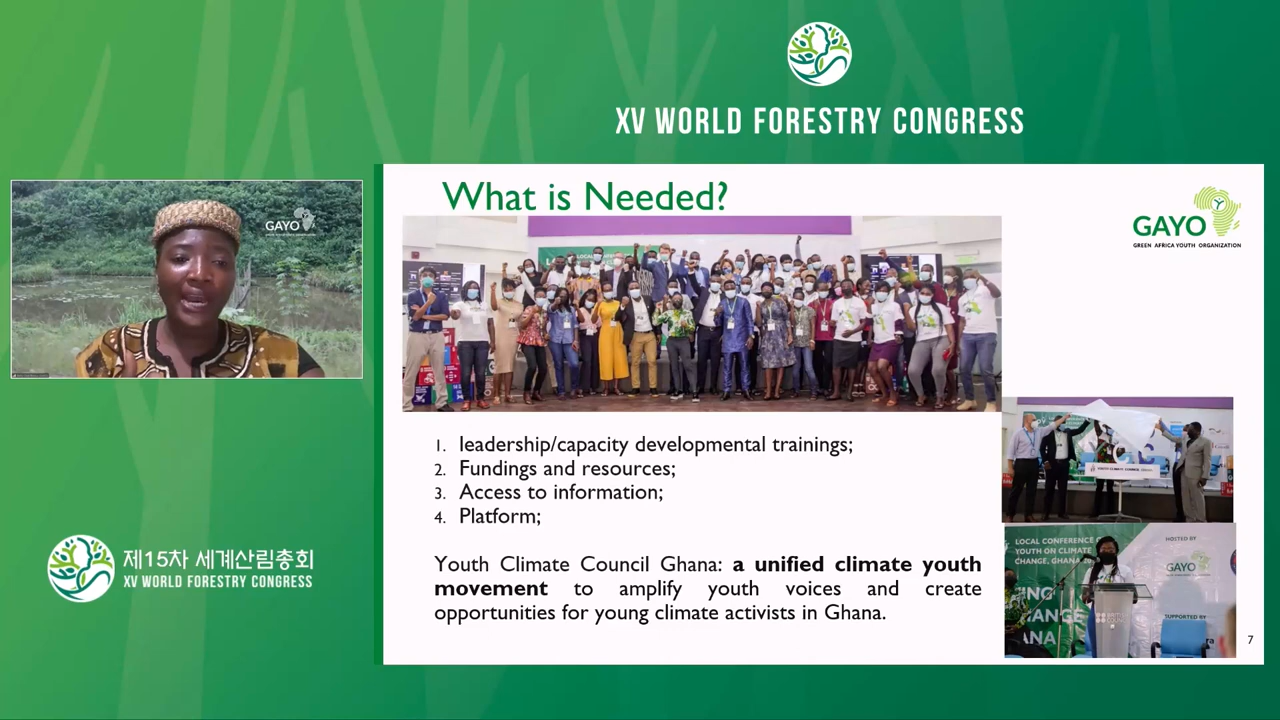 XV WORLD FORESTRY CONGRESS
What is Needed?
GAYO
GREEN AFRICA YOUTH ORGANIZATION
GAYO
1. leadership/capacity developmental trainings;
2. Fundings and resources;
3. Access to information;
4. Platform;
Youth Climate Council Ghana: a unified climate youth
movement to amplify youth voices and create
opportunities for young climate activists in Ghana.
YOUTH CLIMATE COUNCIL
LOCAL CONFERENCE OF
YOUTH ON CLIMATE
CHANGE, GHANA
HOSTED BY
GAYO
SUPPORTED BY
7
제15차 세계산림총회
XV WORLD FORESTRY CONGRESS